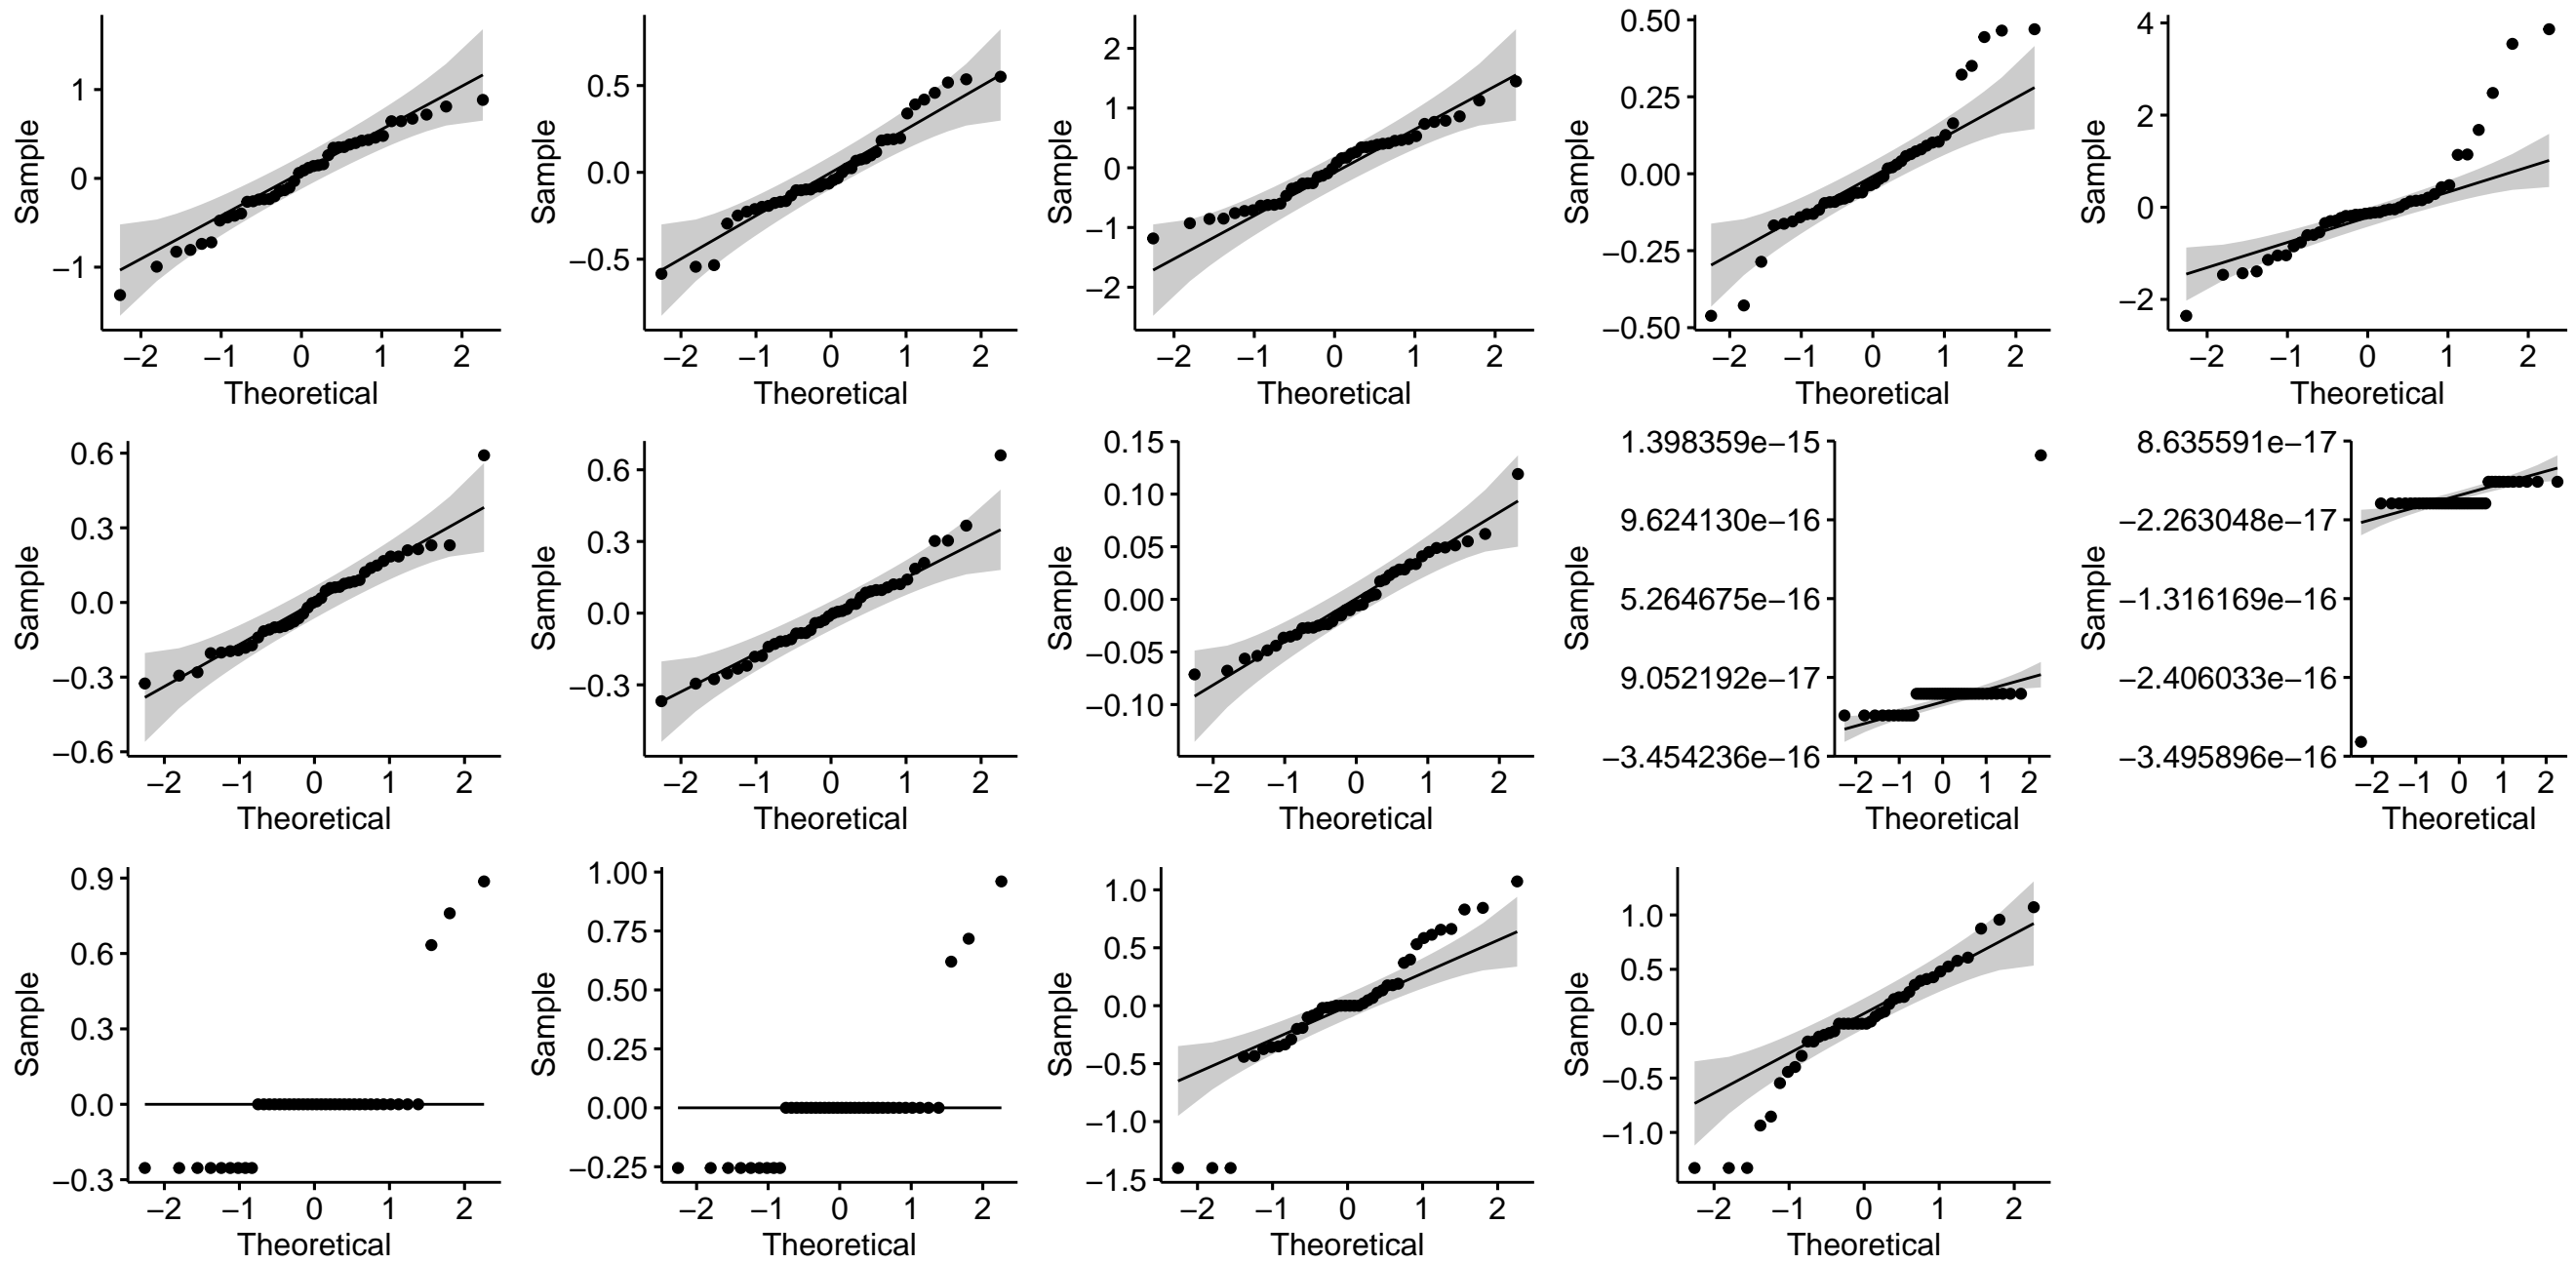 1
0
−1
Sample
−2 −1 0 1 2
Theoretical
0.5
0.0
−0.5
Sample
−2 −1 0 1 2
Theoretical
2
1
0
−1
−2
Sample
−2 −1 0 1 2
Theoretical
0.50
0.25
0.00
−0.25
−0.50
Sample
−2 −1 0 1 2
Theoretical
4
2
0
−2
Sample
−2 −1 0 1 2
Theoretical
0.6
0.3
0.0
−0.3
−0.6
Sample
−2 −1 0 1 2
Theoretical
0.6
0.3
0.0
−0.3
Sample
−2 −1 0 1 2
Theoretical
0.15
0.10
0.05
0.00
−0.05
−0.10
Sample
−2 −1 0 1 2
Theoretical
1.398359e−15
9.624130e−16
5.264675e−16
9.052192e−17
−3.454236e−16
Sample
−2 −1 0 1 2
Theoretical
8.635591e−17
−2.263048e−17
−1.316169e−16
−2.406033e−16
−3.495896e−16
Sample
−2 −1 0 1 2
Theoretical
0.9
0.6
0.3
0.0
−0.3
Sample
−2 −1 0 1 2
Theoretical
1.00
0.75
0.50
0.25
0.00
−0.25
Sample
−2 −1 0 1 2
Theoretical
1.0
0.5
0.0
−0.5
−1.0
−1.5
Sample
−2 −1 0 1 2
Theoretical
1.0
0.5
0.0
−0.5
−1.0
Sample
−2 −1 0 1 2
Theoretical